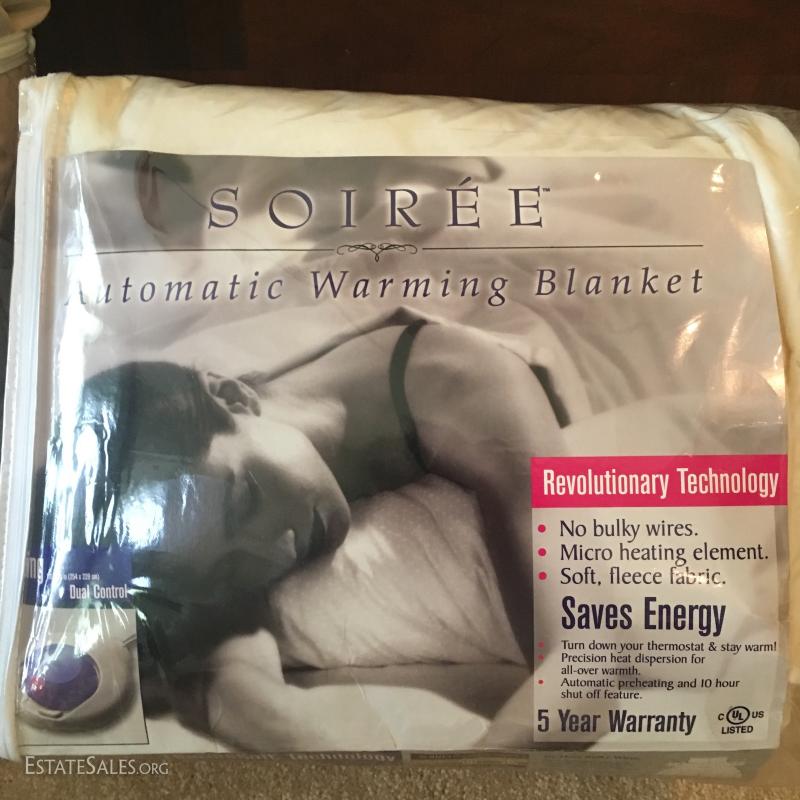 SOIRÉE™
Automatic Warming Blanket
Revolutionary Technology
• No bulky wires.
• Micro heating element.
• Soft, fleece fabric.
Saves Energy
• Turn down your thermostat & stay warm!
• Precision heat dispersion for
all-over warmth.
• Automatic preheating and 10 hour
shut off feature.
5 Year Warranty
C UL US
LISTED
Dual Control
Technology
ESTATESALES.ORG